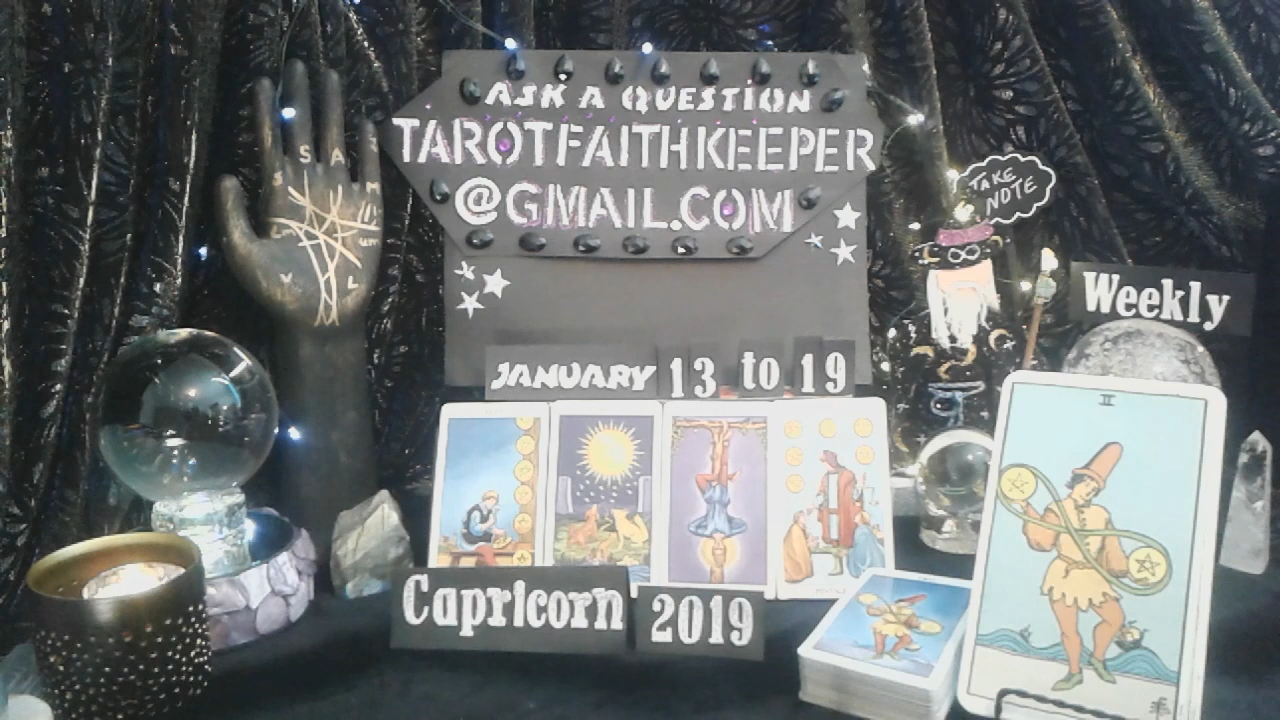 ASK A QUESTION
TAROTFAITHKEEPER
@GMAIL.COM
TAKE
NOTE
Weekly
JANUARY 13 to 19
Capricorn 2019
II
S A
V L